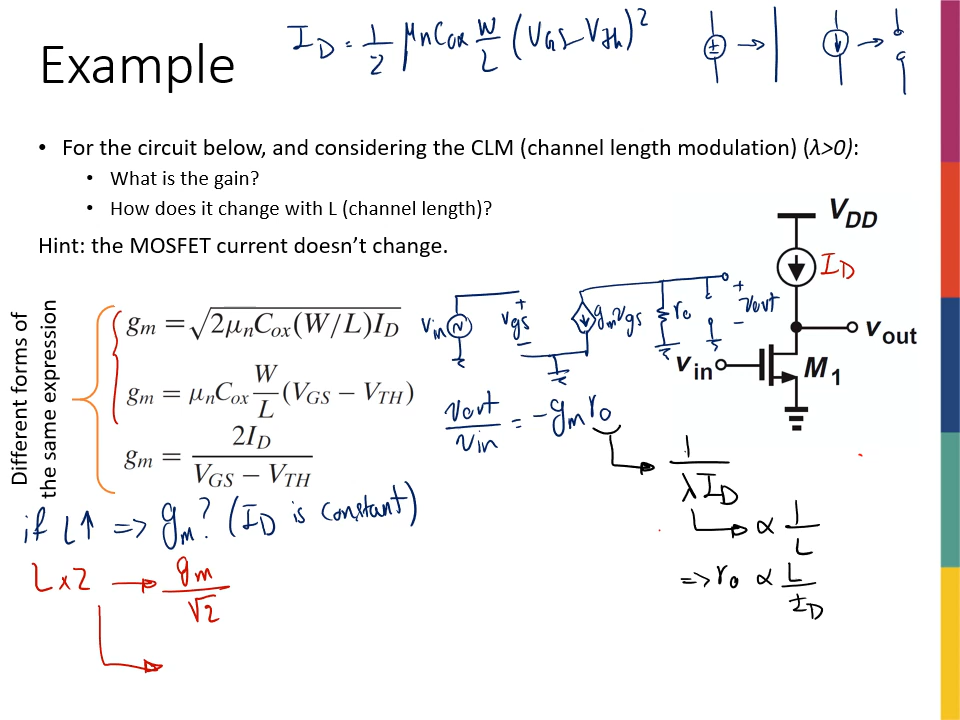 I_D = 1/2 μnCox W/L (VGS - Vth)²
Example
• For the circuit below, and considering the CLM (channel length modulation) (λ>0):
• What is the gain?
• How does it change with L (channel length)?
Hint: the MOSFET current doesn't change.
Different forms of
the same expression
g_m = √(2μ_nC_ox(W/L)I_D)
g_m = μ_nC_ox W/L (V_GS − V_TH)
g_m = 2I_D / (V_GS − V_TH)
vin
+
vgs
−
gmvgs
ro
+
vout
−
V_DD
I_D
v_out
v_in
M_1
vout/vin = -gm ro
1/(λ I_D)
∝ 1/L
=> ro ∝ L/I_D
if L↑ => gm? (I_D is constant)
L×2 → gm/√2